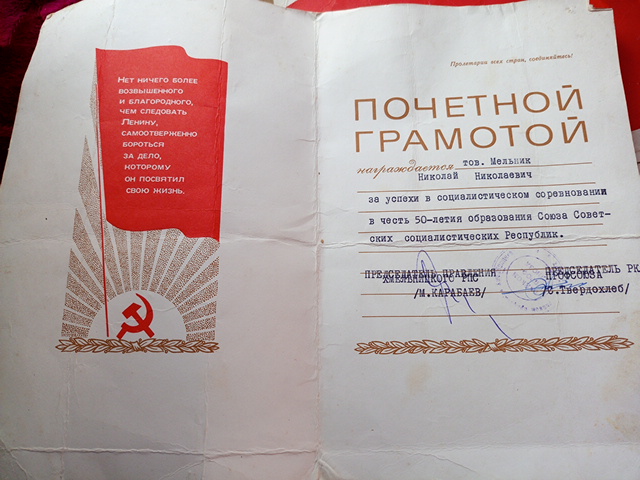 Нет ничего более
возвышенного
и благородного,
чем следовать
Ленину,
самоотверженно
бороться
за дело,
которому
он посвятил
свою жизнь.
Пролетарии всех стран, соединяйтесь!
ПОЧЕТНОЙ
ГРАМОТОЙ
награждается тов. Мельник
Николай Николаевич
за успехи в социалистическом соревновании
в честь 50-летия образования Союза Совет-
ских социалистических Республик.
ПРЕДСЕДАТЕЛЬ ПРАВЛЕНИЯ
ХМЕЛЬНИЦКОГО РПС
/М.КАРАБАЕВ/
ПРЕДСЕДАТЕЛЬ РК
ПРОФСОЮЗА
/С.Твердохлеб/